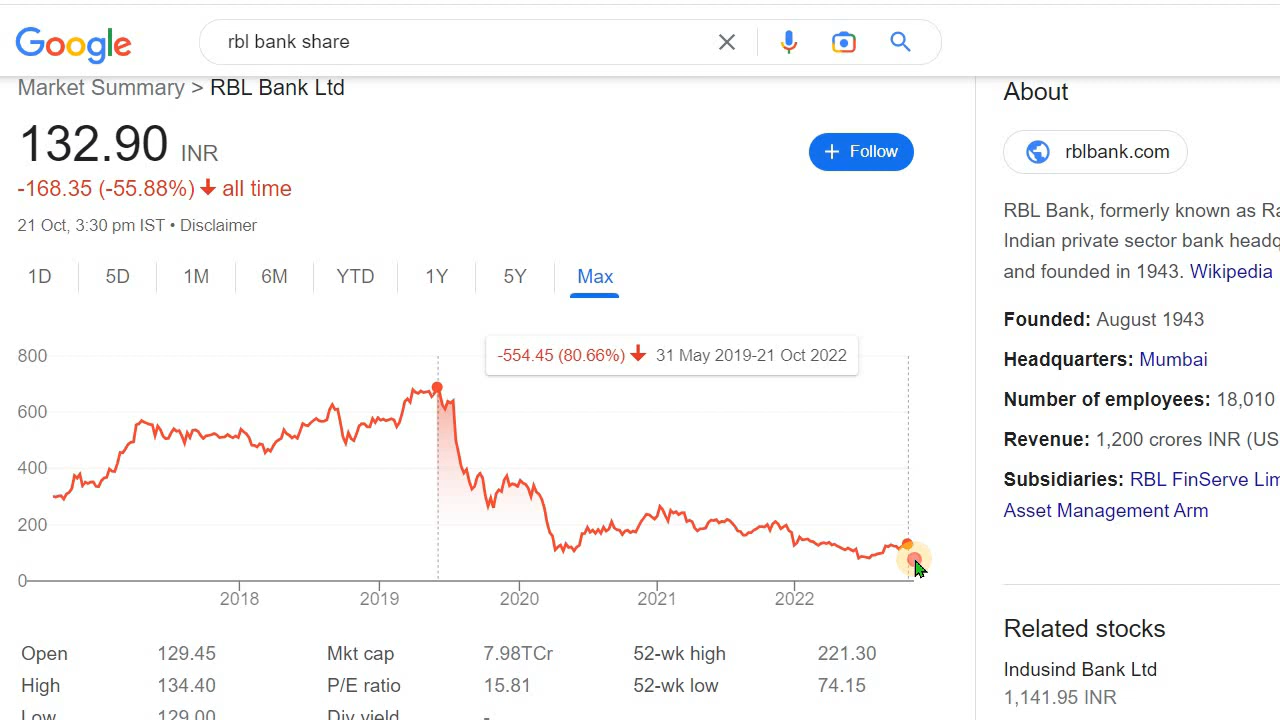 Google
rbl bank share
Market Summary > RBL Bank Ltd
132.90 INR
+ Follow
-168.35 (-55.88%) all time
21 Oct, 3:30 pm IST • Disclaimer
1D 5D 1M 6M YTD 1Y 5Y Max
-554.45 (80.66%) 31 May 2019-21 Oct 2022
800
600
400
200
0
2018 2019 2020 2021 2022
Open 129.45 Mkt cap 7.98TCr 52-wk high 221.30
High 134.40 P/E ratio 15.81 52-wk low 74.15
Low 129.00 Div yield -
About
rblbank.com
RBL Bank, formerly known as
Indian private sector bank
and founded in 1943. Wikipedia
Founded: August 1943
Headquarters: Mumbai
Number of employees: 18,010
Revenue: 1,200 crores INR (US
Subsidiaries: RBL FinServe
Asset Management Arm
Related stocks
Indusind Bank Ltd
1,141.95 INR